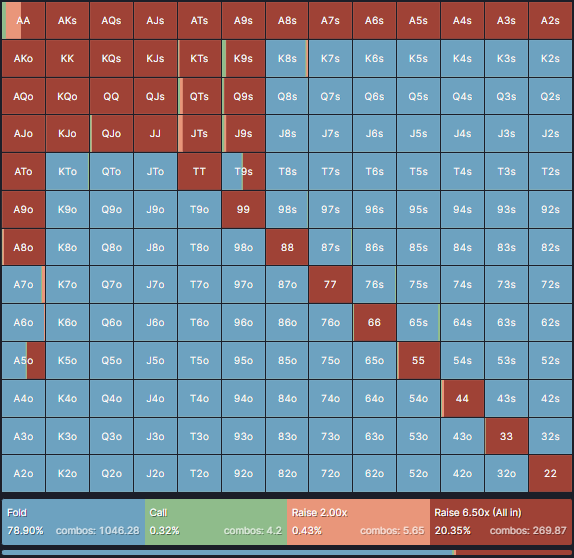 AA AKs AQs AJs ATs A9s A8s A7s A6s A5s A4s A3s A2s
AKo KK KQs KJs KTs K9s K8s K7s K6s K5s K4s K3s K2s
AQo KQo QQ QJs QTs Q9s Q8s Q7s Q6s Q5s Q4s Q3s Q2s
AJo KJo QJo JJ JTs J9s J8s J7s J6s J5s J4s J3s J2s
ATo KTo QTo JTo TT T9s T8s T7s T6s T5s T4s T3s T2s
A9o K9o Q9o J9o T9o 99 98s 97s 96s 95s 94s 93s 92s
A8o K8o Q8o J8o T8o 98o 88 87s 86s 85s 84s 83s 82s
A7o K7o Q7o J7o T7o 97o 87o 77 76s 75s 74s 73s 72s
A6o K6o Q6o J6o T6o 96o 86o 76o 66 65s 64s 63s 62s
A5o K5o Q5o J5o T5o 95o 85o 75o 65o 55 54s 53s 52s
A4o K4o Q4o J4o T4o 94o 84o 74o 64o 54o 44 43s 42s
A3o K3o Q3o J3o T3o 93o 83o 73o 63o 53o 43o 33 32s
A2o K2o Q2o J2o T2o 92o 82o 72o 62o 52o 42o 32o 22
Fold Call Raise 2.00x Raise 6.50x (All in)
78.90% combos: 1046.28 0.32% combos: 4.2 0.43% combos: 5.65 20.35% combos: 269.87